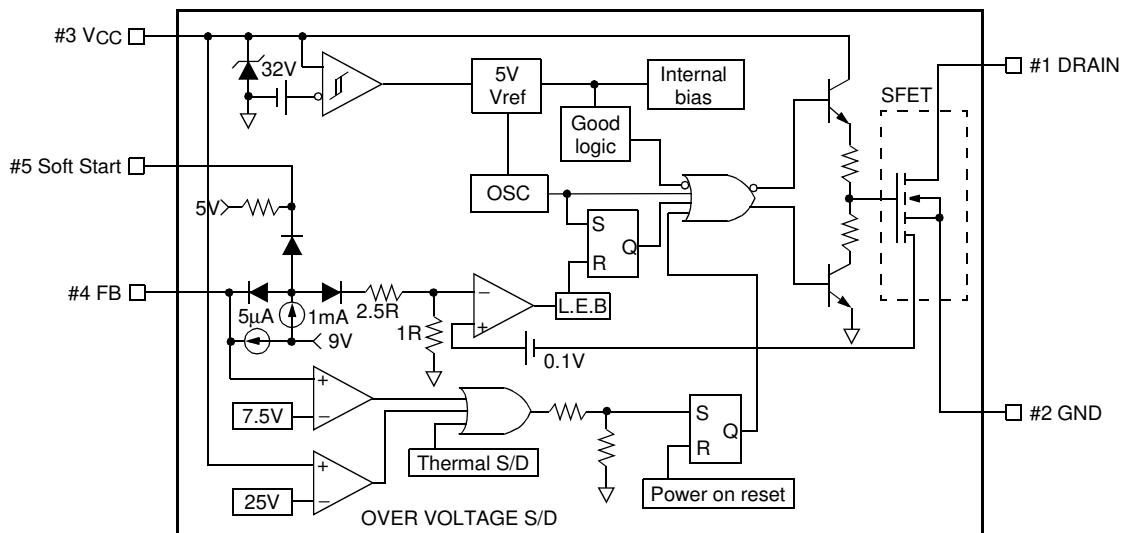 #3 VCC
32V
5V
Vref
Internal
bias
#1 DRAIN
SFET
Good
logic
#5 Soft Start
5V
OSC
S
R
Q
#4 FB
5µA
1mA
2.5R
1R
9V
−
+
L.E.B
0.1V
+
−
7.5V
Thermal S/D
S
R
Q
#2 GND
+
−
25V
Power on reset
OVER VOLTAGE S/D